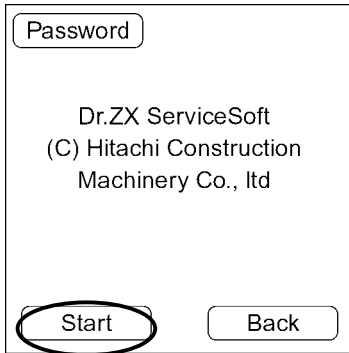 Password
Dr.ZX ServiceSoft
(C) Hitachi Construction
Machinery Co., ltd
Start
Back